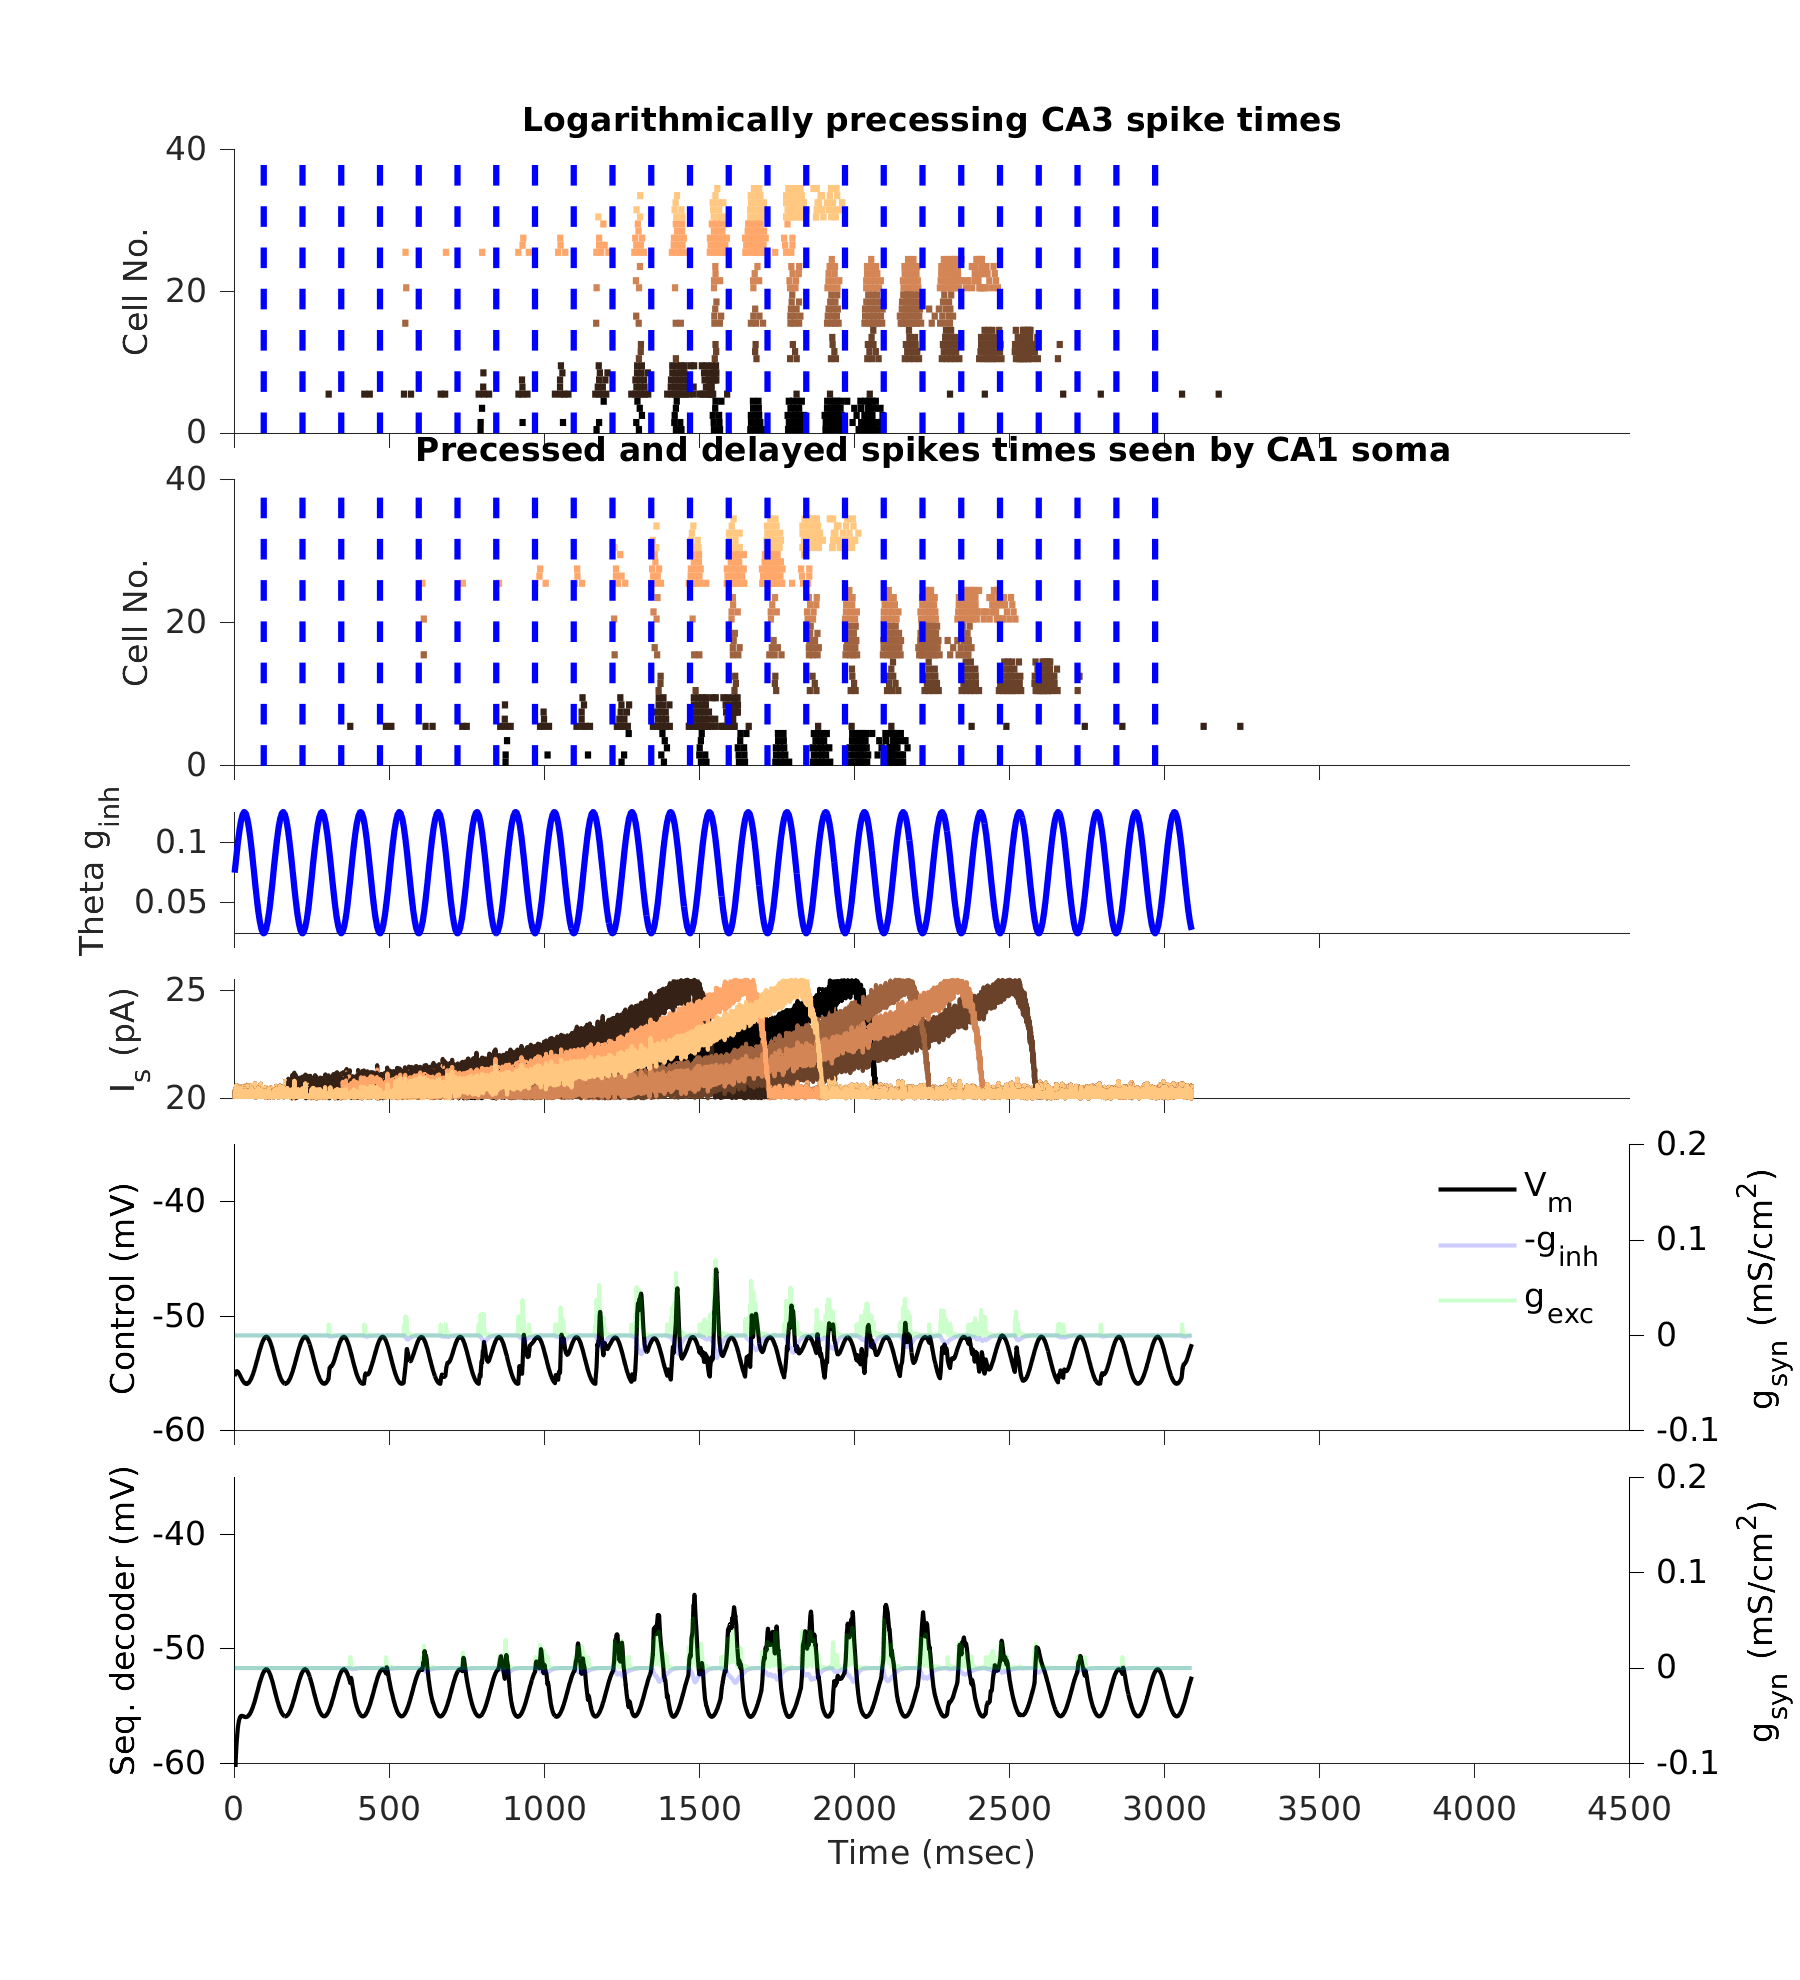 Logarithmically precessing CA3 spike times
40
20
0
Cell No.
Precessed and delayed spikes times seen by CA1 soma
40
20
0
Cell No.
0.1
0.05
Theta g_inh
25
20
I_s (pA)
-40
-50
-60
Control (mV)
V_m
-g_inh
g_exc
0.2
0.1
0
-0.1
g_syn (mS/cm^2)
-40
-50
-60
Seq. decoder (mV)
0.2
0.1
0
-0.1
g_syn (mS/cm^2)
0 500 1000 1500 2000 2500 3000 3500 4000 4500
Time (msec)